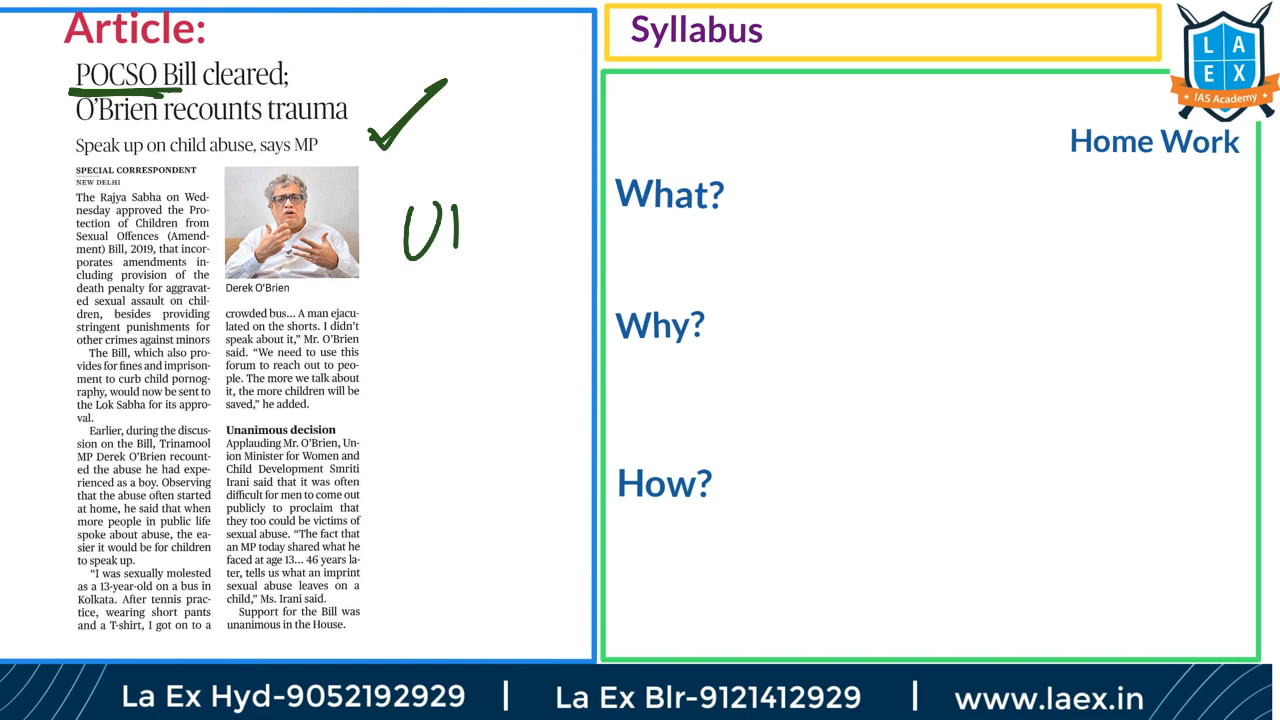 Article:
POCSO Bill cleared;
O'Brien recounts trauma
Speak up on child abuse, says MP
SPECIAL CORRESPONDENT
NEW DELHI
The Rajya Sabha on Wed-
nesday approved the Pro-
tection of Children from
Sexual Offences (Amend-
ment) Bill, 2019, that incor-
porates amendments in-
cluding provision of the
death penalty for aggravat-
ed sexual assault on chil-
dren, besides providing
stringent punishments for
other crimes against minors
The Bill, which also pro-
vides for fines and imprison-
ment to curb child pornog-
raphy, would now be sent to
the Lok Sabha for its appro-
val.
Earlier, during the discus-
sion on the Bill, Trinamool
MP Derek O'Brien recount-
ed the abuse he had expe-
rienced as a boy. Observing
that the abuse often started
at home, he said that when
more people in public life
spoke about abuse, the ea-
sier it would be for children
to speak up.
"I was sexually molested
as a 13-year-old on a bus in
Kolkata. After tennis prac-
tice, wearing short pants
and a T-shirt, I got on to a
Derek O'Brien
crowded bus... A man ejacu-
lated on the shorts. I didn't
speak about it," Mr. O'Brien
said. "We need to use this
forum to reach out to peo-
ple. The more we talk about
it, the more children will be
saved," he added.
Unanimous decision
Applauding Mr. O'Brien, Un-
ion Minister for Women and
Child Development Smriti
Irani said that it was often
difficult for men to come out
publicly to proclaim that
they too could be victims of
sexual abuse. "The fact that
an MP today shared what he
faced at age 13... 46 years la-
ter, tells us what an imprint
sexual abuse leaves on a
child," Ms. Irani said.
Support for the Bill was
unanimous in the House.
Syllabus
L A
E X
IAS Academy
Home Work
What?
Why?
How?
La Ex Hyd-9052192929 | La Ex Blr-9121412929 | www.laex.in